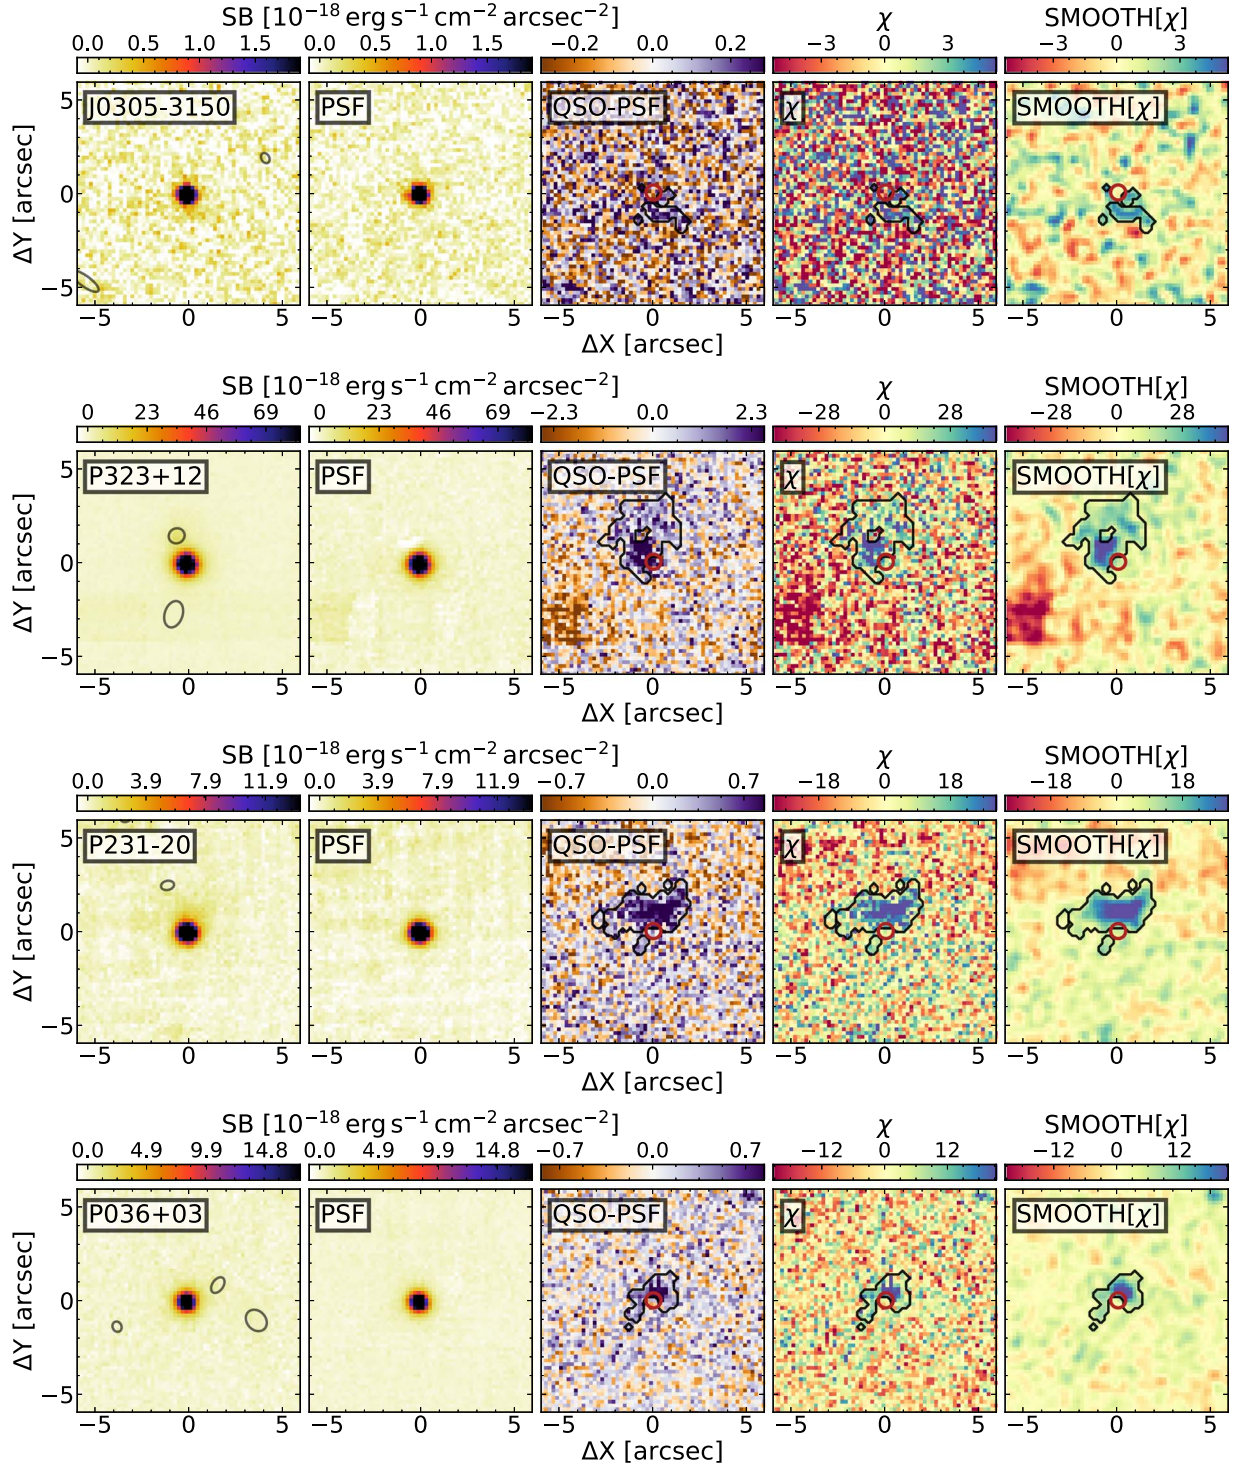 SB [10⁻¹⁸ erg s⁻¹ cm⁻² arcsec⁻²] χ SMOOTH[χ]
0.0 0.9 1.8 0.0 0.9 1.8 −0.2 0.0 0.2 −3 0 3 −3 0 3
J0305-3150 PSF QSO-PSF χ SMOOTH[χ]
5
0
−5
ΔY [arcsec]
−5 0 5 −5 0 5 −5 0 5 −5 0 5 −5 0 5
ΔX [arcsec]
SB [10⁻¹⁸ erg s⁻¹ cm⁻² arcsec⁻²] χ SMOOTH[χ]
0 23 46 69 0 23 46 69 −2.3 0.0 2.3 −28 0 28 −28 0 28
P323+12 PSF QSO-PSF χ SMOOTH[χ]
5
0
−5
ΔY [arcsec]
−5 0 5 −5 0 5 −5 0 5 −5 0 5 −5 0 5
ΔX [arcsec]
SB [10⁻¹⁸ erg s⁻¹ cm⁻² arcsec⁻²] χ SMOOTH[χ]
0.0 3.9 7.9 11.9 0.0 3.9 7.9 11.9 −0.7 0.0 0.7 −18 0 18 −18 0 18
P231-20 PSF QSO-PSF χ SMOOTH[χ]
5
0
−5
ΔY [arcsec]
−5 0 5 −5 0 5 −5 0 5 −5 0 5 −5 0 5
ΔX [arcsec]
SB [10⁻¹⁸ erg s⁻¹ cm⁻² arcsec⁻²] χ SMOOTH[χ]
0.0 4.9 9.9 14.8 0.0 4.9 9.9 14.8 −0.7 0.0 0.7 −12 0 12 −12 0 12
P036+03 PSF QSO-PSF χ SMOOTH[χ]
5
0
−5
ΔY [arcsec]
−5 0 5 −5 0 5 −5 0 5 −5 0 5 −5 0 5
ΔX [arcsec]